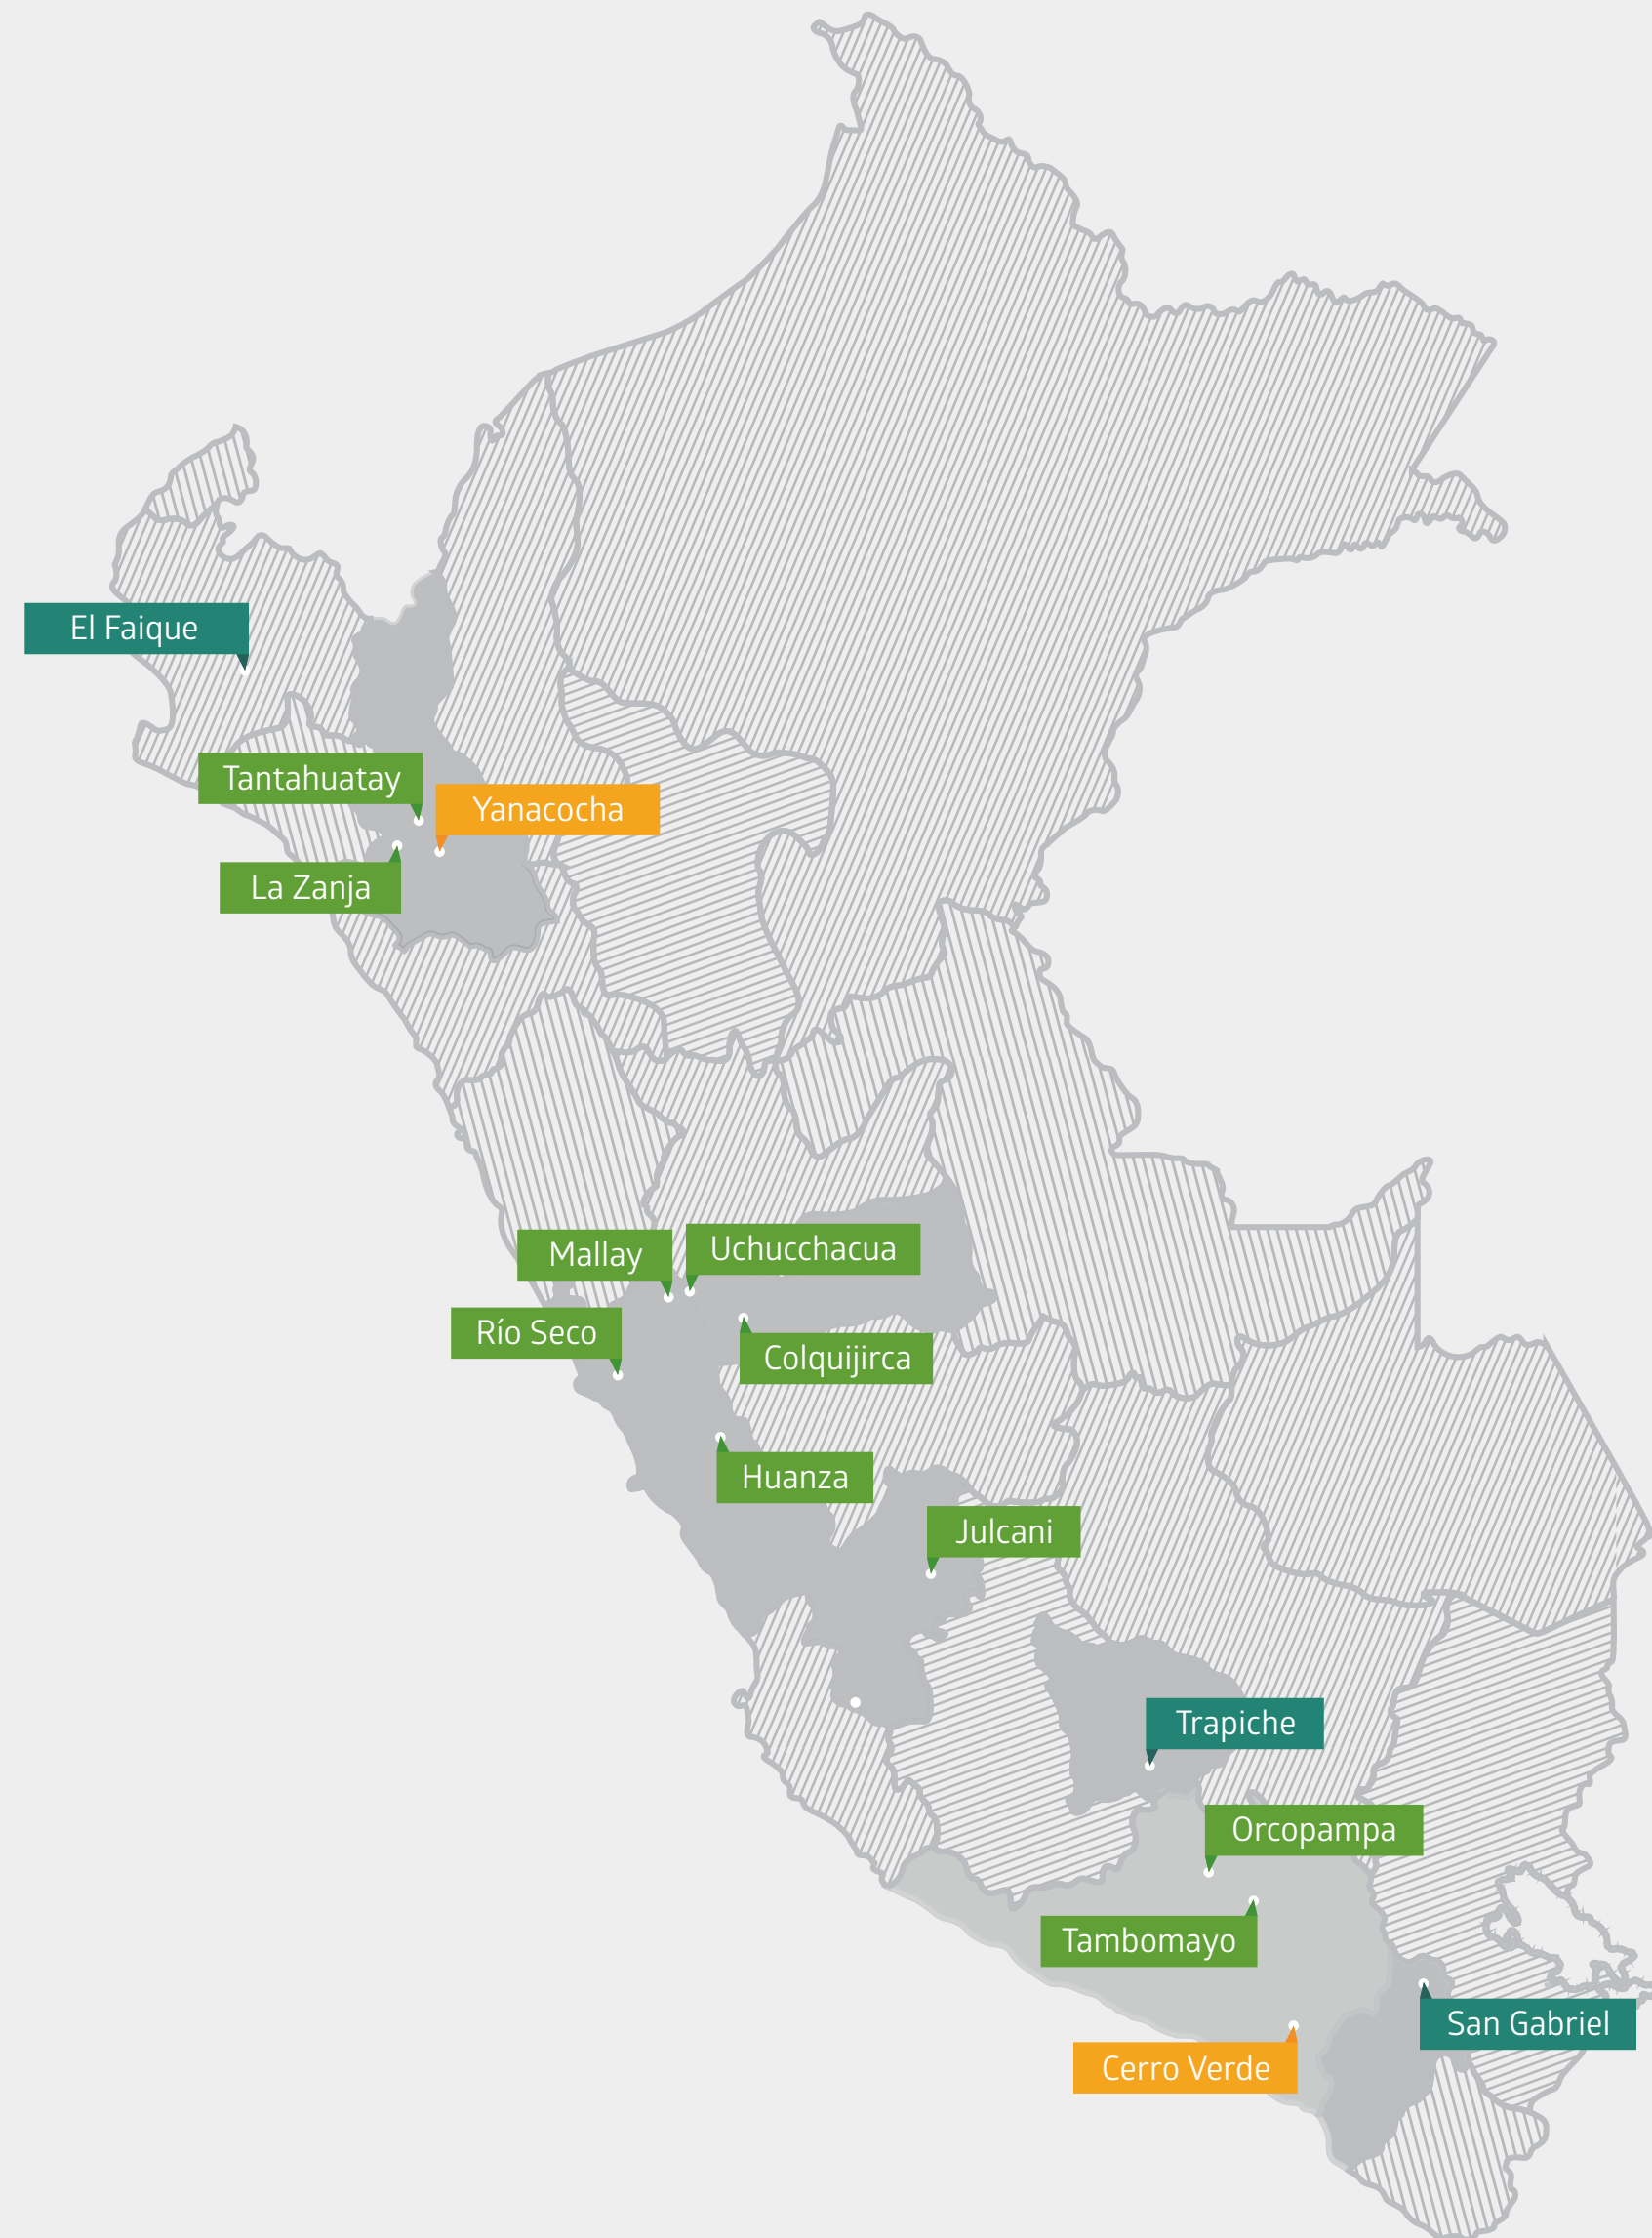 El Faique
Tantahuatay
Yanacocha
La Zanja
Uchucchacua
Mallay
Río Seco
Colquijirca
Huanza
Julcani
Trapiche
Orcopampa
Tambomayo
San Gabriel
Cerro Verde